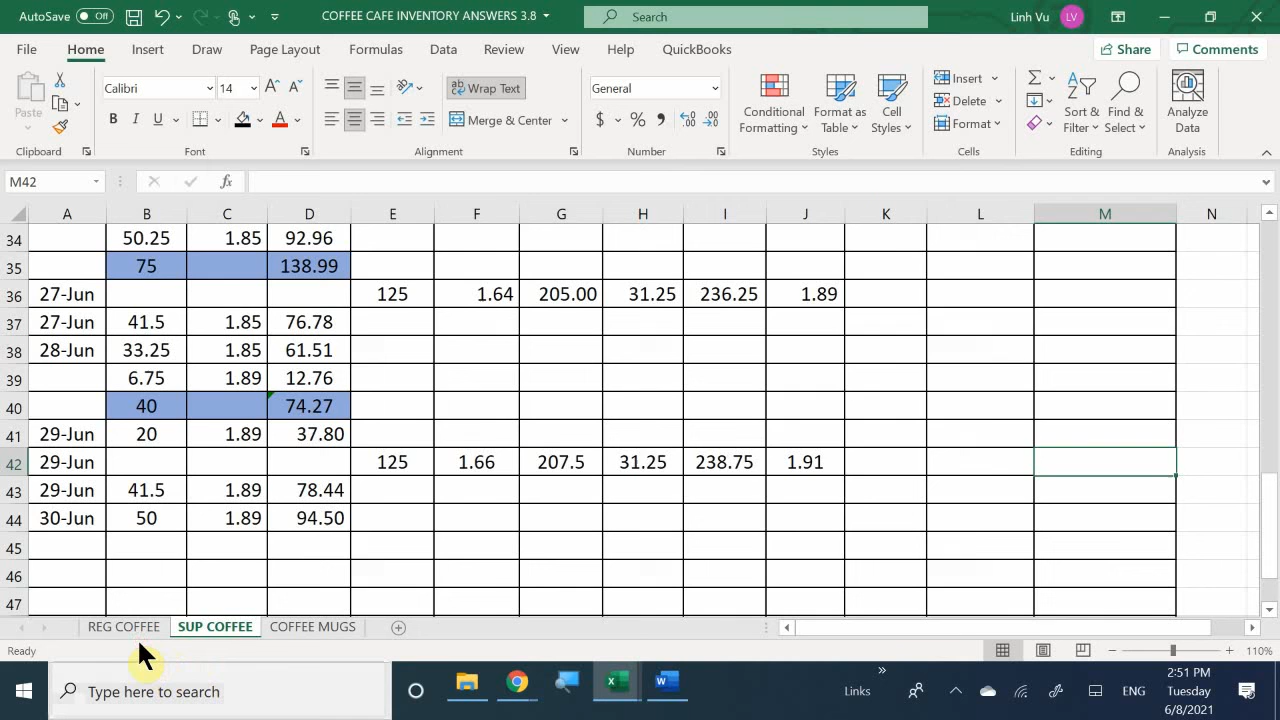 AutoSave Off COFFEE CAFE INVENTORY ANSWERS 3.8 Search Linh Vu LV
File Home Insert Draw Page Layout Formulas Data Review View Help QuickBooks Share Comments
Paste Calibri 14 A A Wrap Text General Conditional Formatting Format as Table Cell Styles Insert Sort & Filter Find & Select Analyze Data
B I U A Merge & Center $ % Delete
Format
Clipboard Font Alignment Number Styles Cells Editing Analysis
M42 fx
A B C D E F G H I J K L M N
34 50.25 1.85 92.96
35 75 138.99
36 27-Jun 125 1.64 205.00 31.25 236.25 1.89
37 27-Jun 41.5 1.85 76.78
38 28-Jun 33.25 1.85 61.51
39 6.75 1.89 12.76
40 40 74.27
41 29-Jun 20 1.89 37.80
42 29-Jun 125 1.66 207.5 31.25 238.75 1.91
43 29-Jun 41.5 1.89 78.44
44 30-Jun 50 1.89 94.50
45
46
47
REG COFFEE SUP COFFEE COFFEE MUGS
Ready 110%
Type here to search Links ENG 2:51 PM
Tuesday
6/8/2021